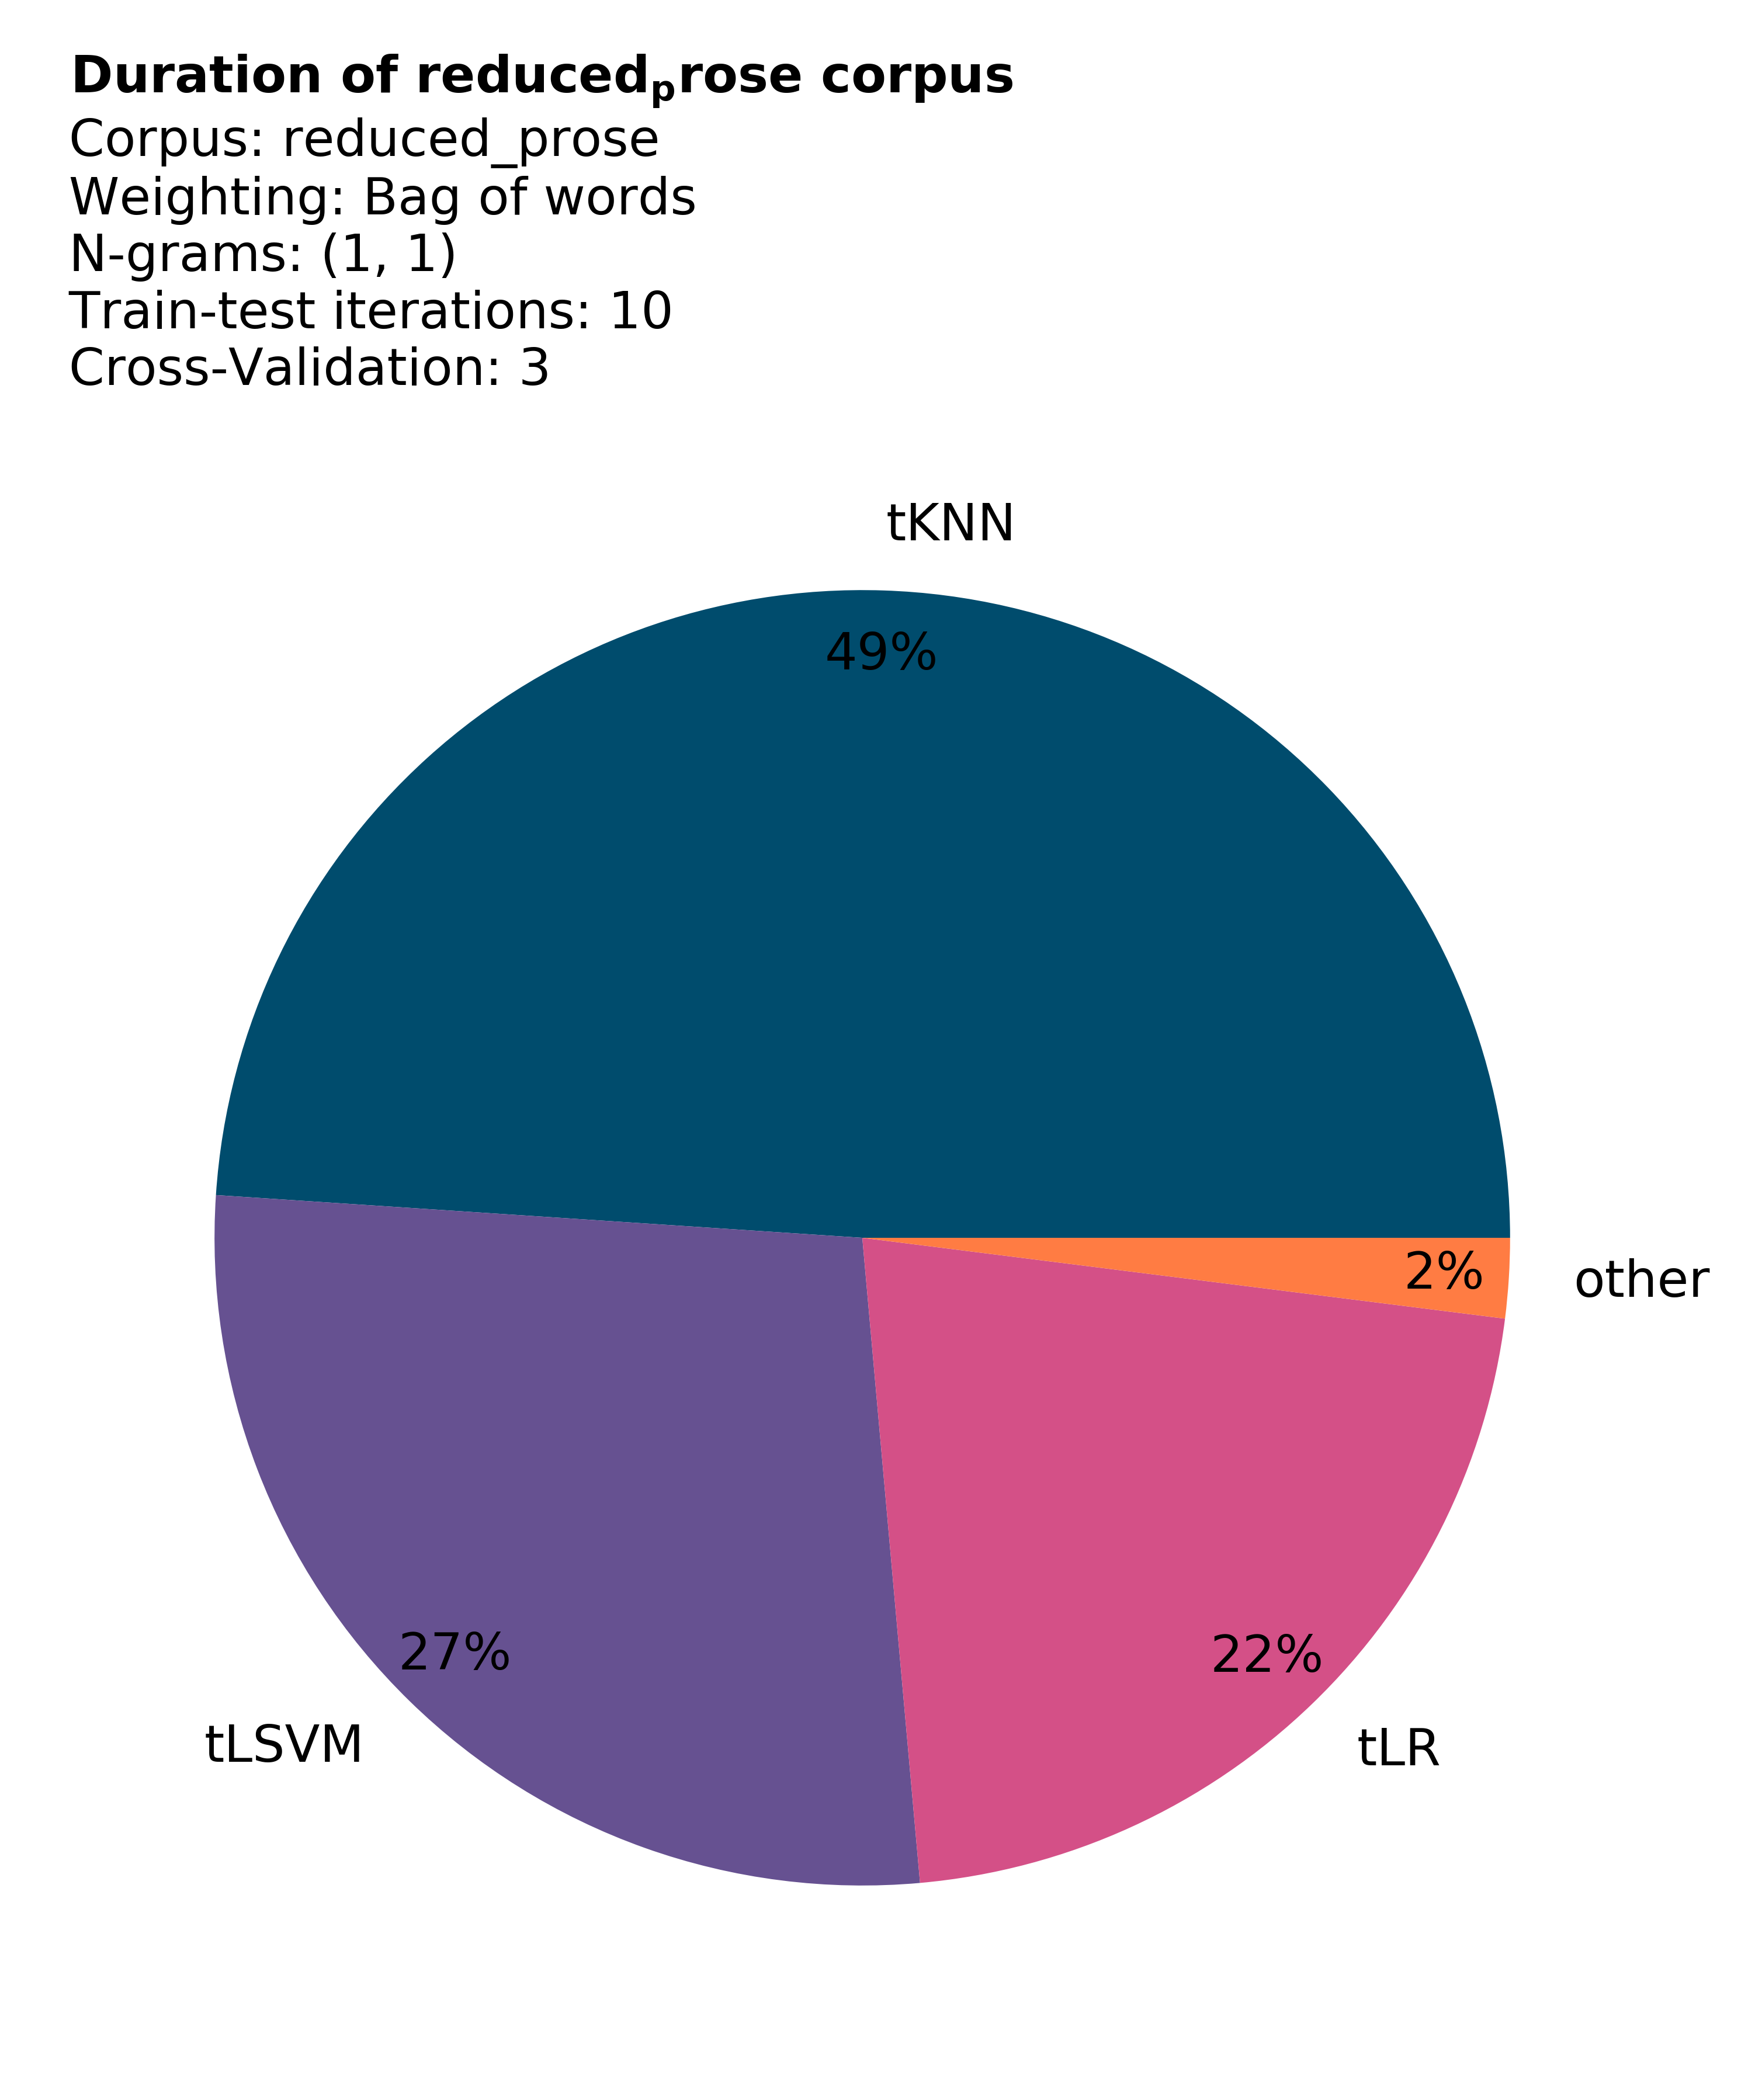 Duration of reducedₚrose corpus
Corpus: reduced_prose
Weighting: Bag of words
N-grams: (1, 1)
Train-test iterations: 10
Cross-Validation: 3
tKNN
49%
2%
other
27%
22%
tLSVM
tLR